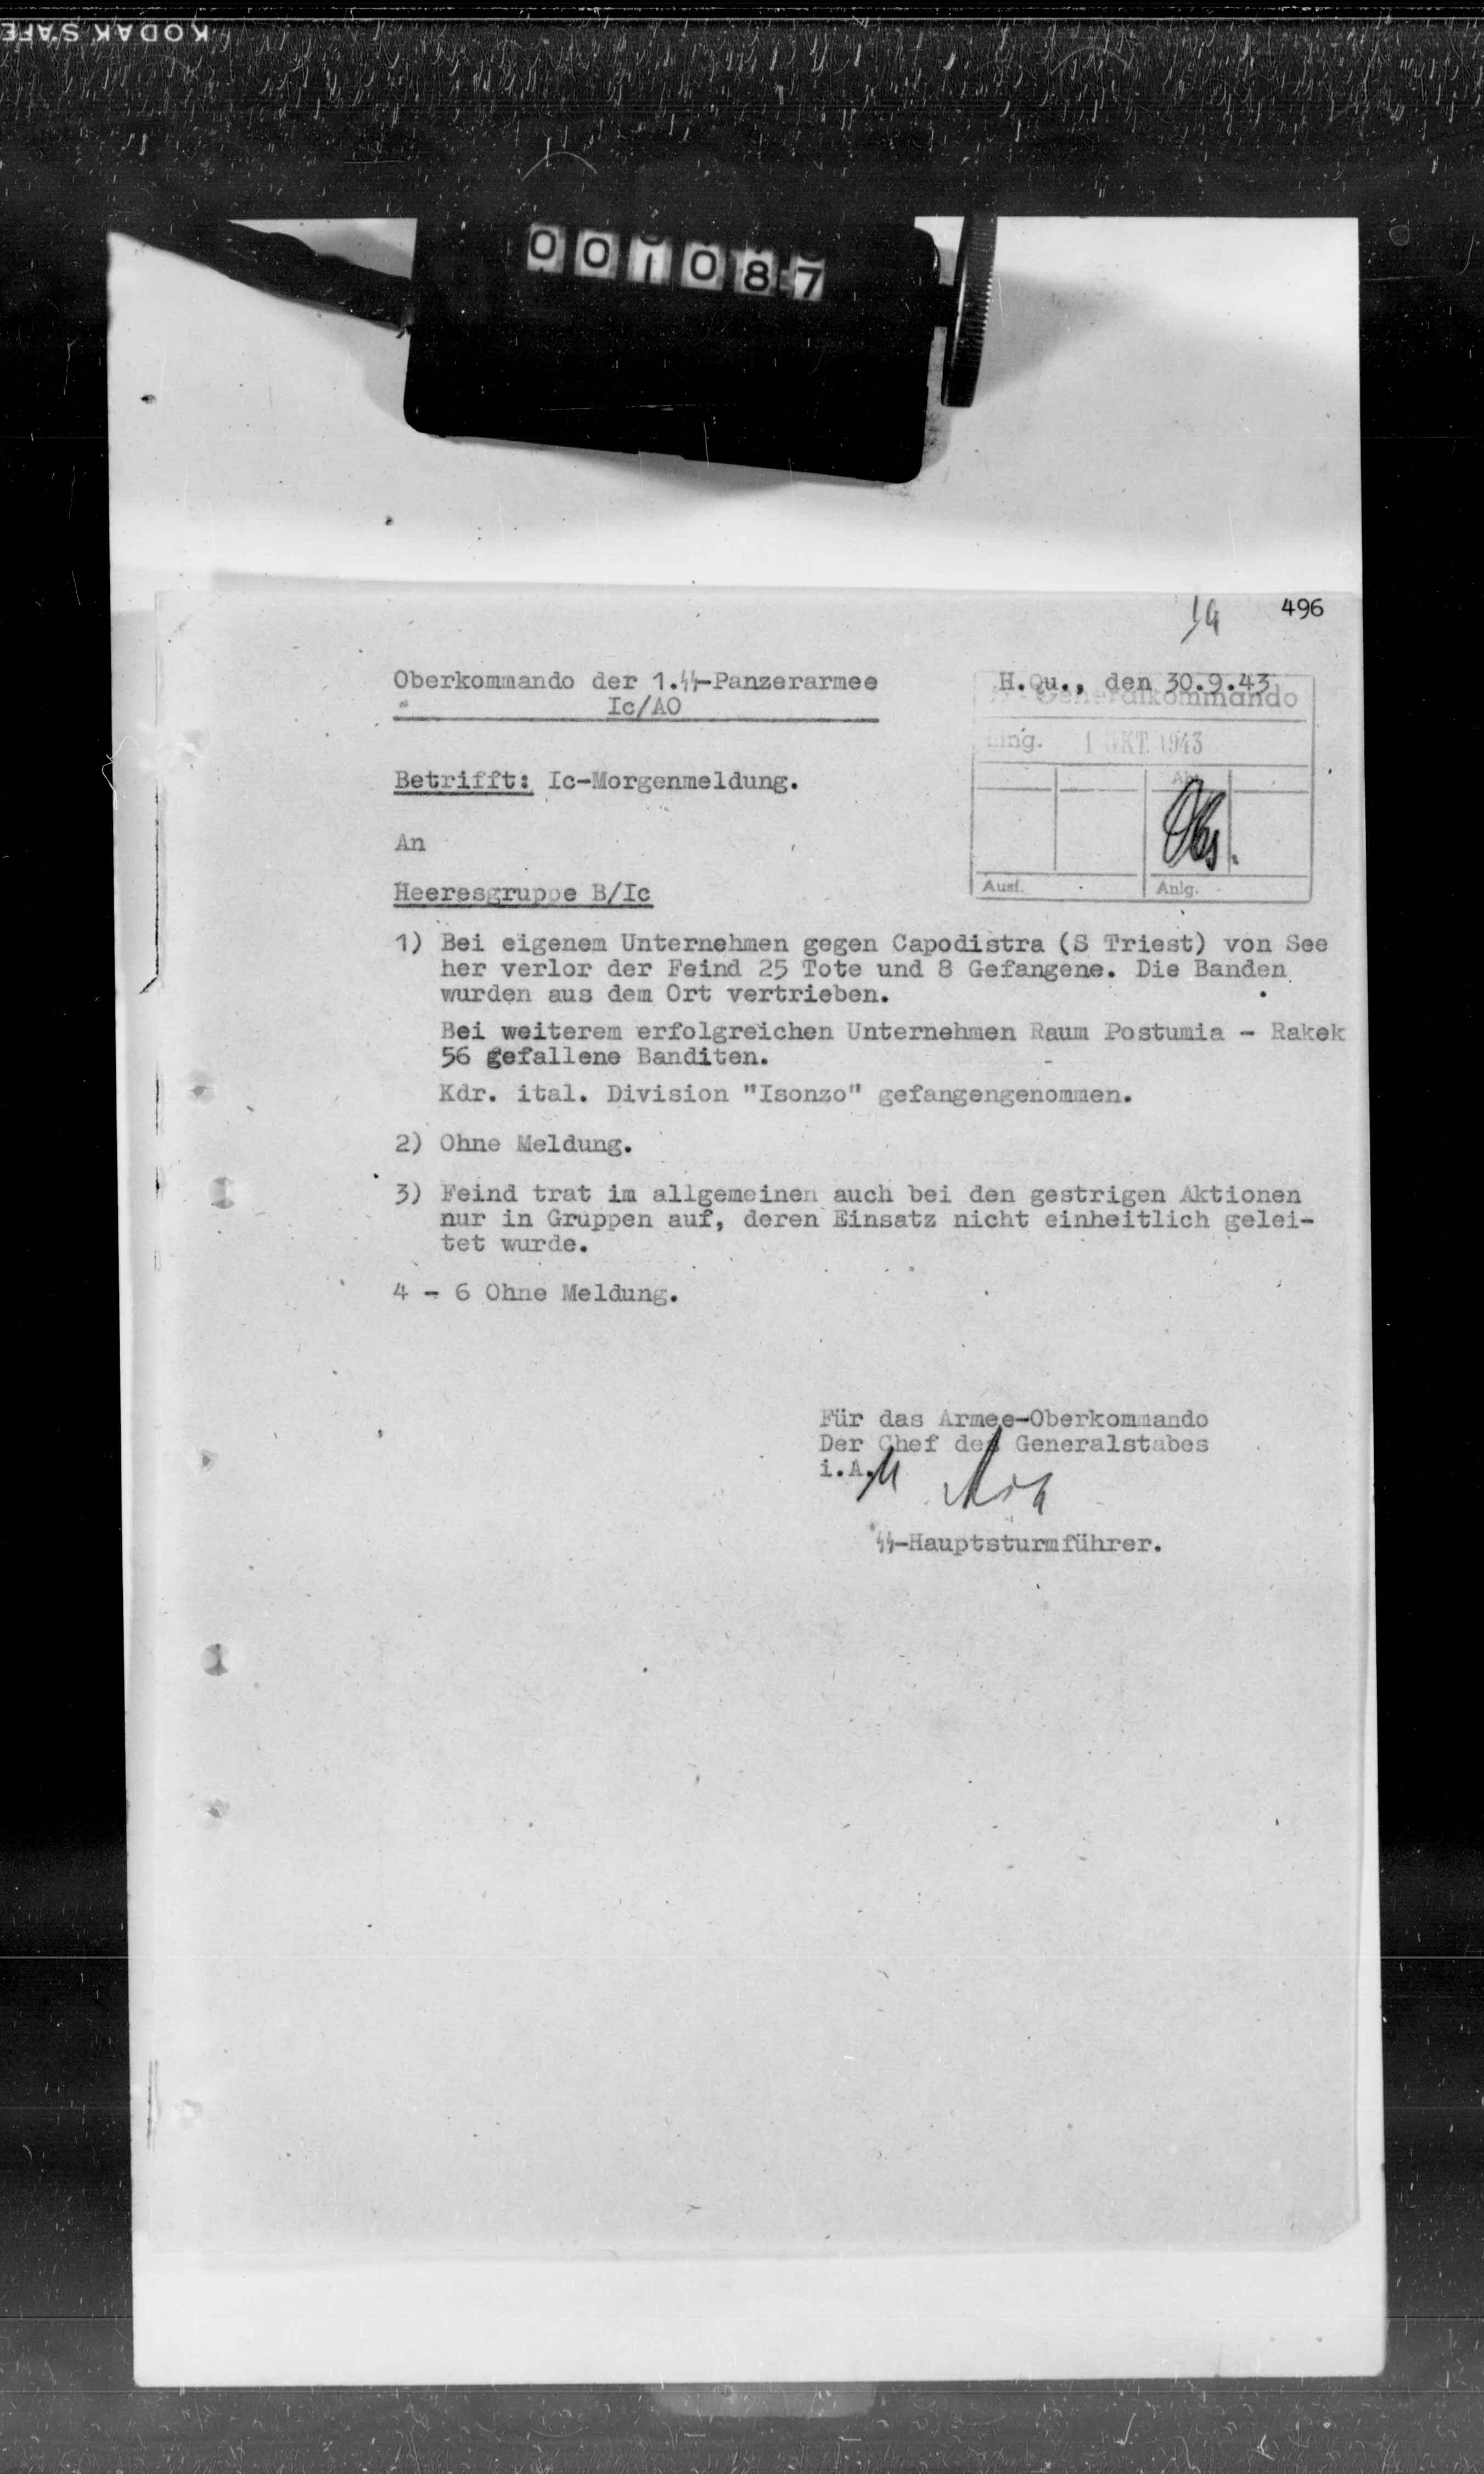 KODAK SAFE
001087
14 496
Oberkommando der 1.SS-Panzerarmee
Ic/AO
H.Qu., den 30.9.43
Generalkommando
Eing. 1 OKT. 1943
Abt.
Ausf. Anlg.
Betrifft: Ic-Morgenmeldung.
An
Heeresgruppe B/Ic
1) Bei eigenem Unternehmen gegen Capodistra (S Triest) von See
her verlor der Feind 25 Tote und 8 Gefangene. Die Banden
wurden aus dem Ort vertrieben.
Bei weiterem erfolgreichen Unternehmen Raum Postumia - Rakek
56 gefallene Banditen.
Kdr. ital. Division "Isonzo" gefangengenommen.
2) Ohne Meldung.
3) Feind trat im allgemeinen auch bei den gestrigen Aktionen
nur in Gruppen auf, deren Einsatz nicht einheitlich gelei-
tet wurde.
4 - 6 Ohne Meldung.
Für das Armee-Oberkommando
Der Chef des Generalstabes
i.A.
SS-Hauptsturmführer.